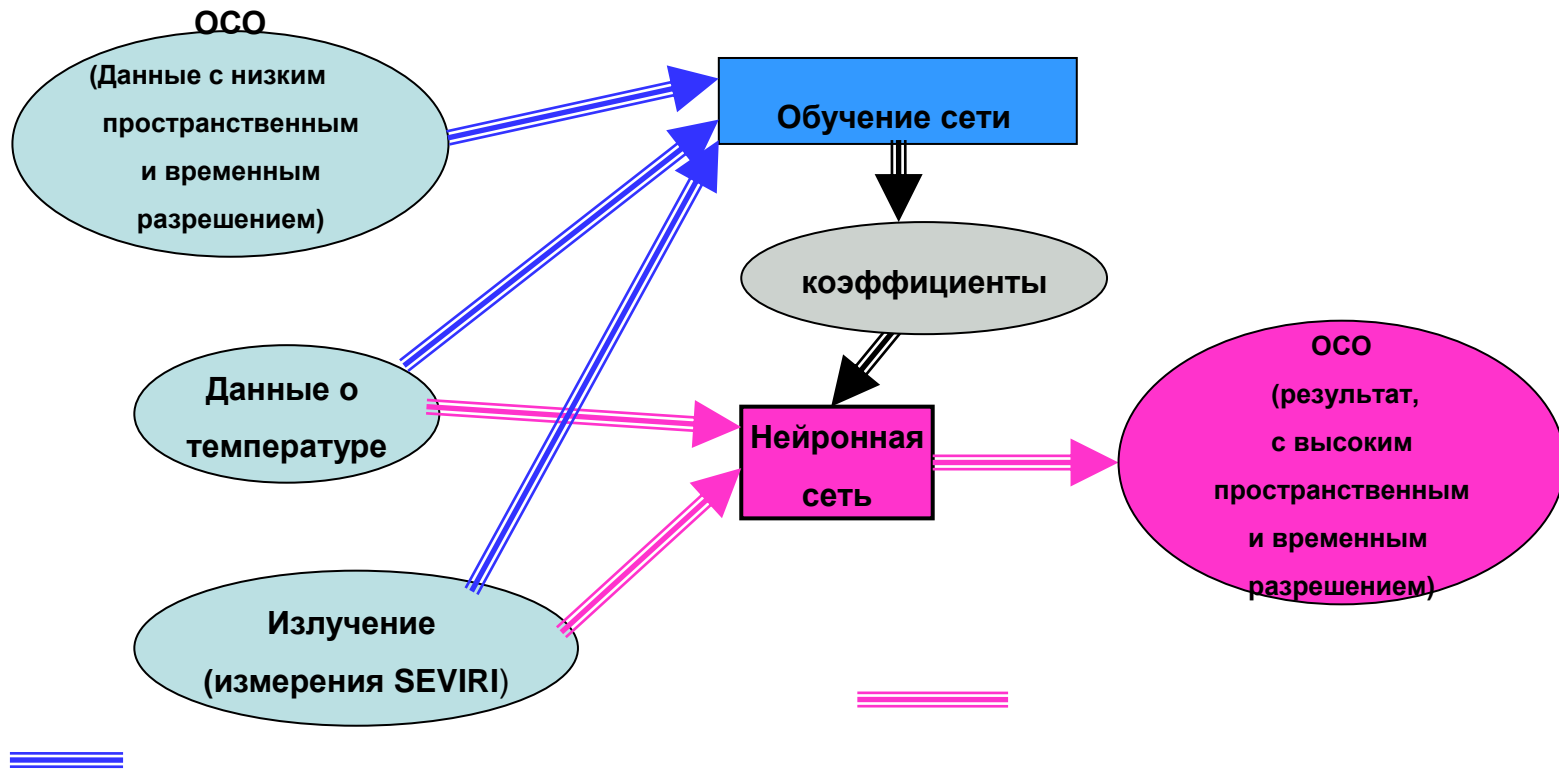 ОСО
(Данные с низким
пространственным
и временным
разрешением)
Обучение сети
коэффициенты
Данные о
температуре
Нейронная
сеть
ОСО
(результат,
с высоким
пространственным
и временным
разрешением)
Излучение
(измерения SEVIRI)